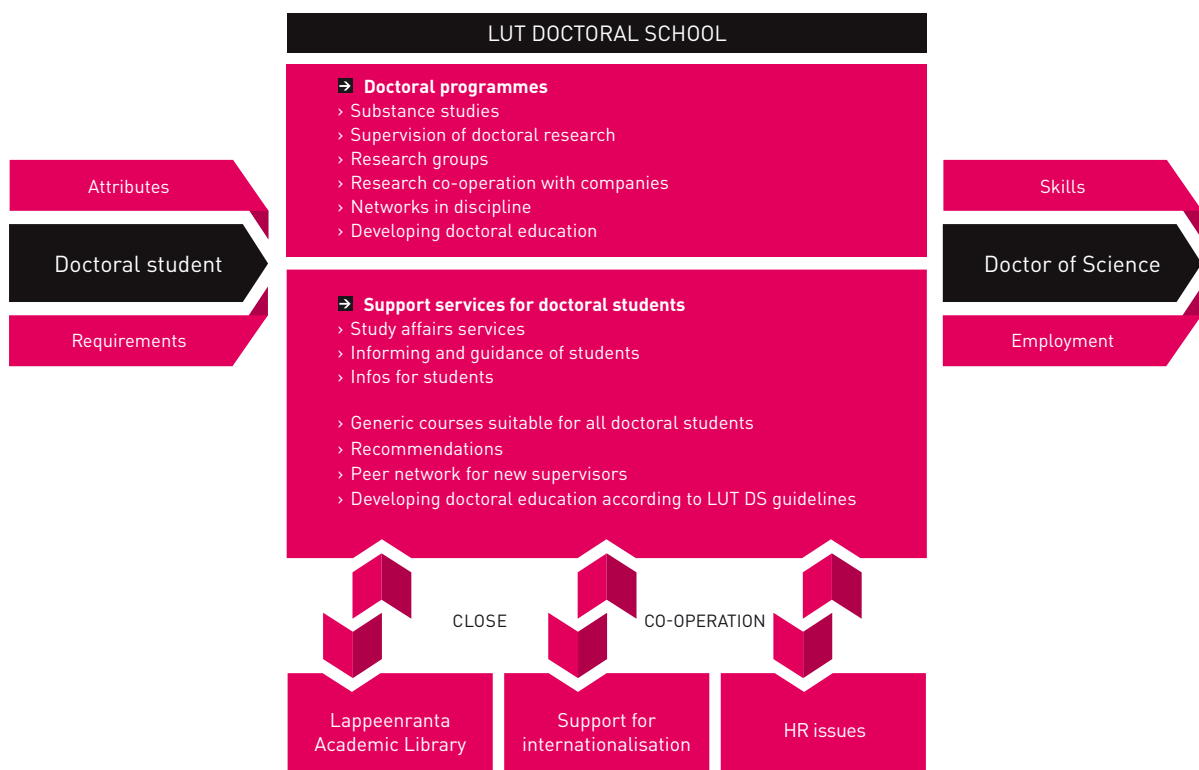 LUT DOCTORAL SCHOOL
Doctoral programmes
› Substance studies
› Supervision of doctoral research
› Research groups
› Research co-operation with companies
› Networks in discipline
› Developing doctoral education
Attributes
Doctoral student
Requirements
Skills
Doctor of Science
Employment
Support services for doctoral students
› Study affairs services
› Informing and guidance of students
› Infos for students
› Generic courses suitable for all doctoral students
› Recommendations
› Peer network for new supervisors
› Developing doctoral education according to LUT DS guidelines
CLOSE CO-OPERATION
Lappeenranta
Academic Library
Support for
internationalisation
HR issues